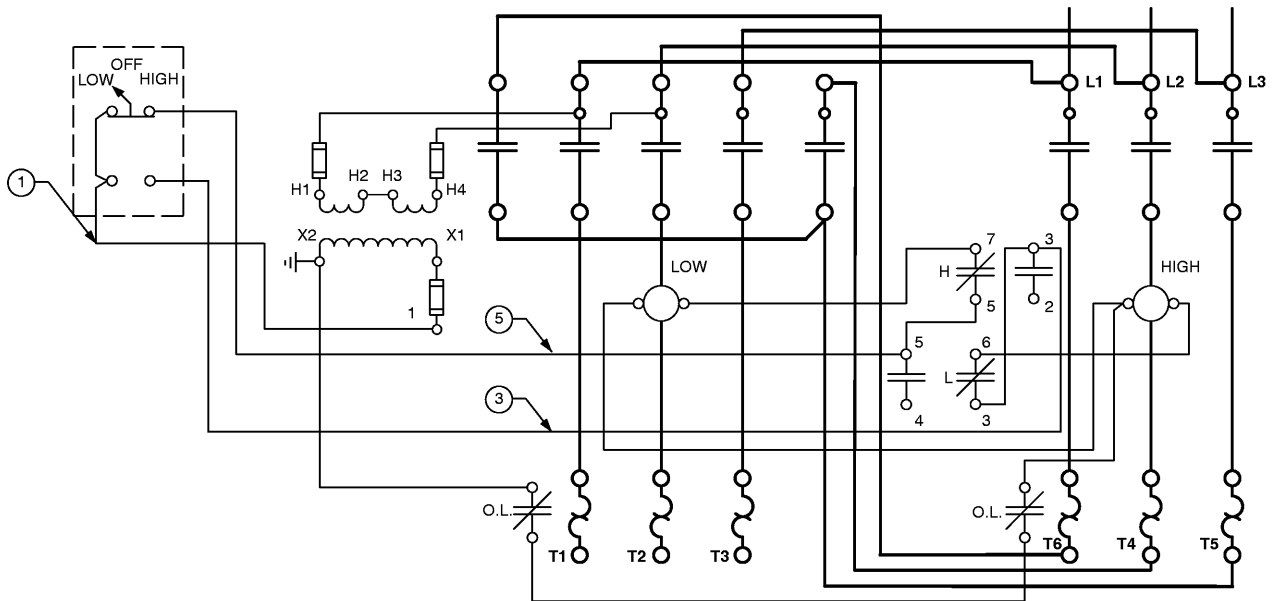 OFF
LOW HIGH
L1 L2 L3
1
H1 H2 H3 H4
X2 X1
LOW
7
3
HIGH
H
5
2
1
5
5
6
L
4
3
3
O.L.
O.L.
T1 T2 T3 T6 T4 T5